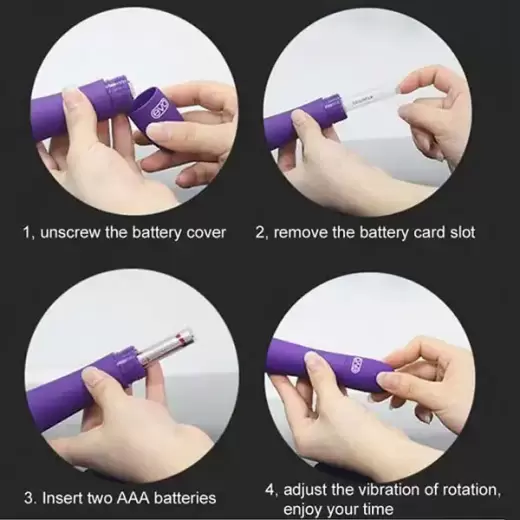 1, unscrew the battery cover
2, remove the battery card slot
3. Insert two AAA batteries
4, adjust the vibration of rotation,
enjoy your time